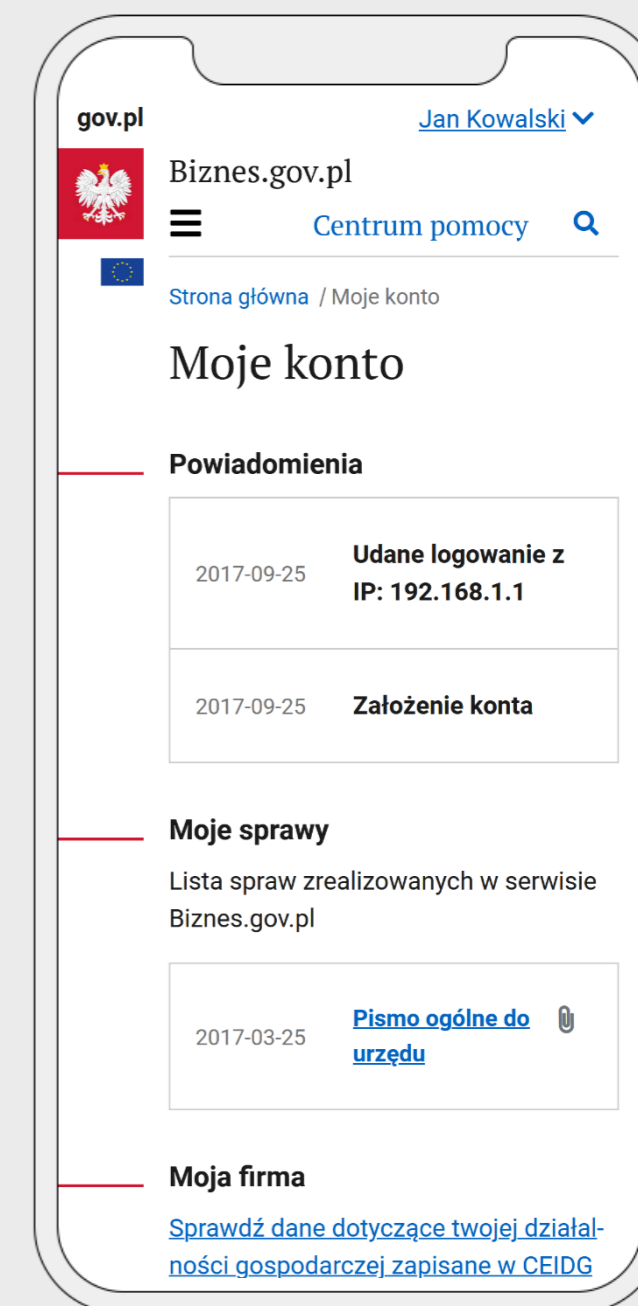 gov.pl
Jan Kowalski
Biznes.gov.pl
Centrum pomocy
Strona główna / Moje konto
Moje konto
Powiadomienia
2017-09-25
Udane logowanie z
IP: 192.168.1.1
2017-09-25
Założenie konta
Moje sprawy
Lista spraw zrealizowanych w serwisie
Biznes.gov.pl
2017-03-25
Pismo ogólne do
urzędu
Moja firma
Sprawdź dane dotyczące twojej działal-
ności gospodarczej zapisane w CEIDG